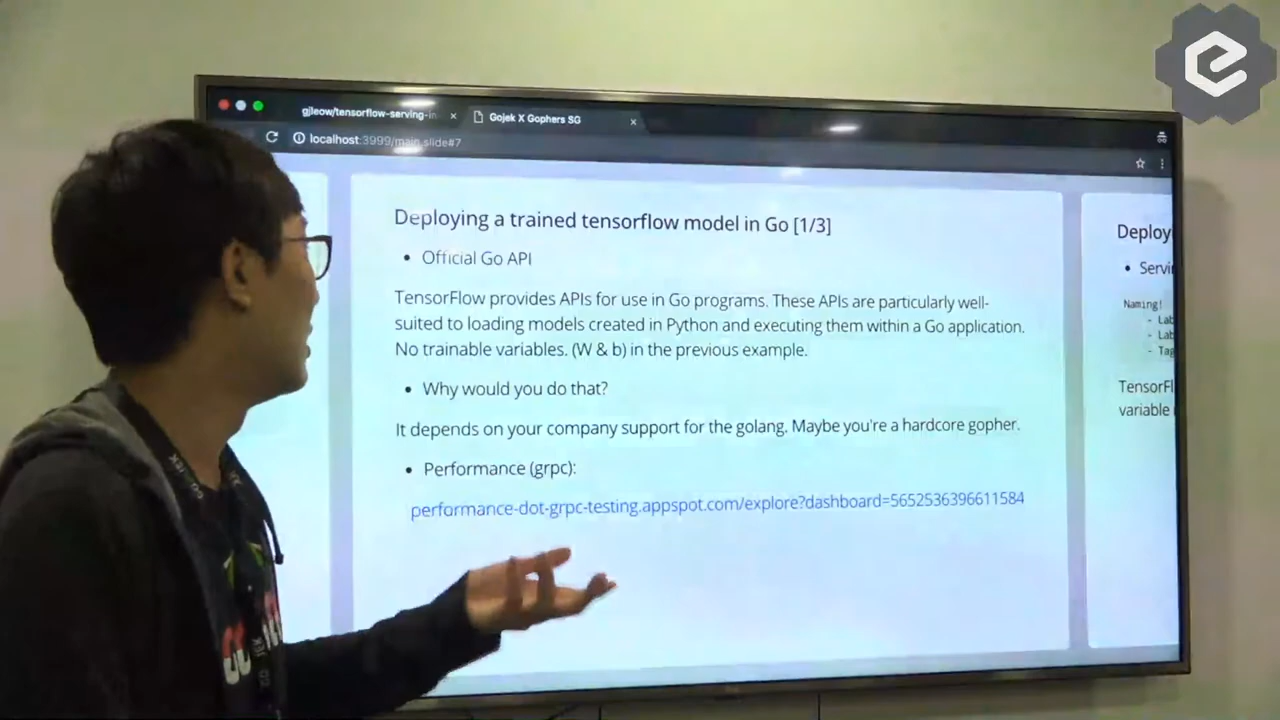 gjleow/tensorflow-serving-in
Gojek X Gophers SG
localhost:3999/main.slide#7
Deploying a trained tensorflow model in Go [1/3]
• Official Go API
TensorFlow provides APIs for use in Go programs. These APIs are particularly well-
suited to loading models created in Python and executing them within a Go application.
No trainable variables. (W & b) in the previous example.
• Why would you do that?
It depends on your company support for the golang. Maybe you're a hardcore gopher.
• Performance (grpc):
performance-dot-grpc-testing.appspot.com/explore?dashboard=5652536396611584
Deploy
• Servi
Naming!
- Lab
- Lab
- Tag
TensorFl
variable